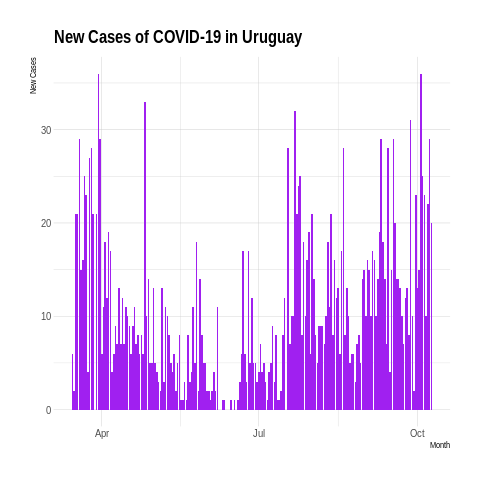 New Cases of COVID-19 in Uruguay
New Cases
30
20
10
0
Apr
Jul
Oct
Month